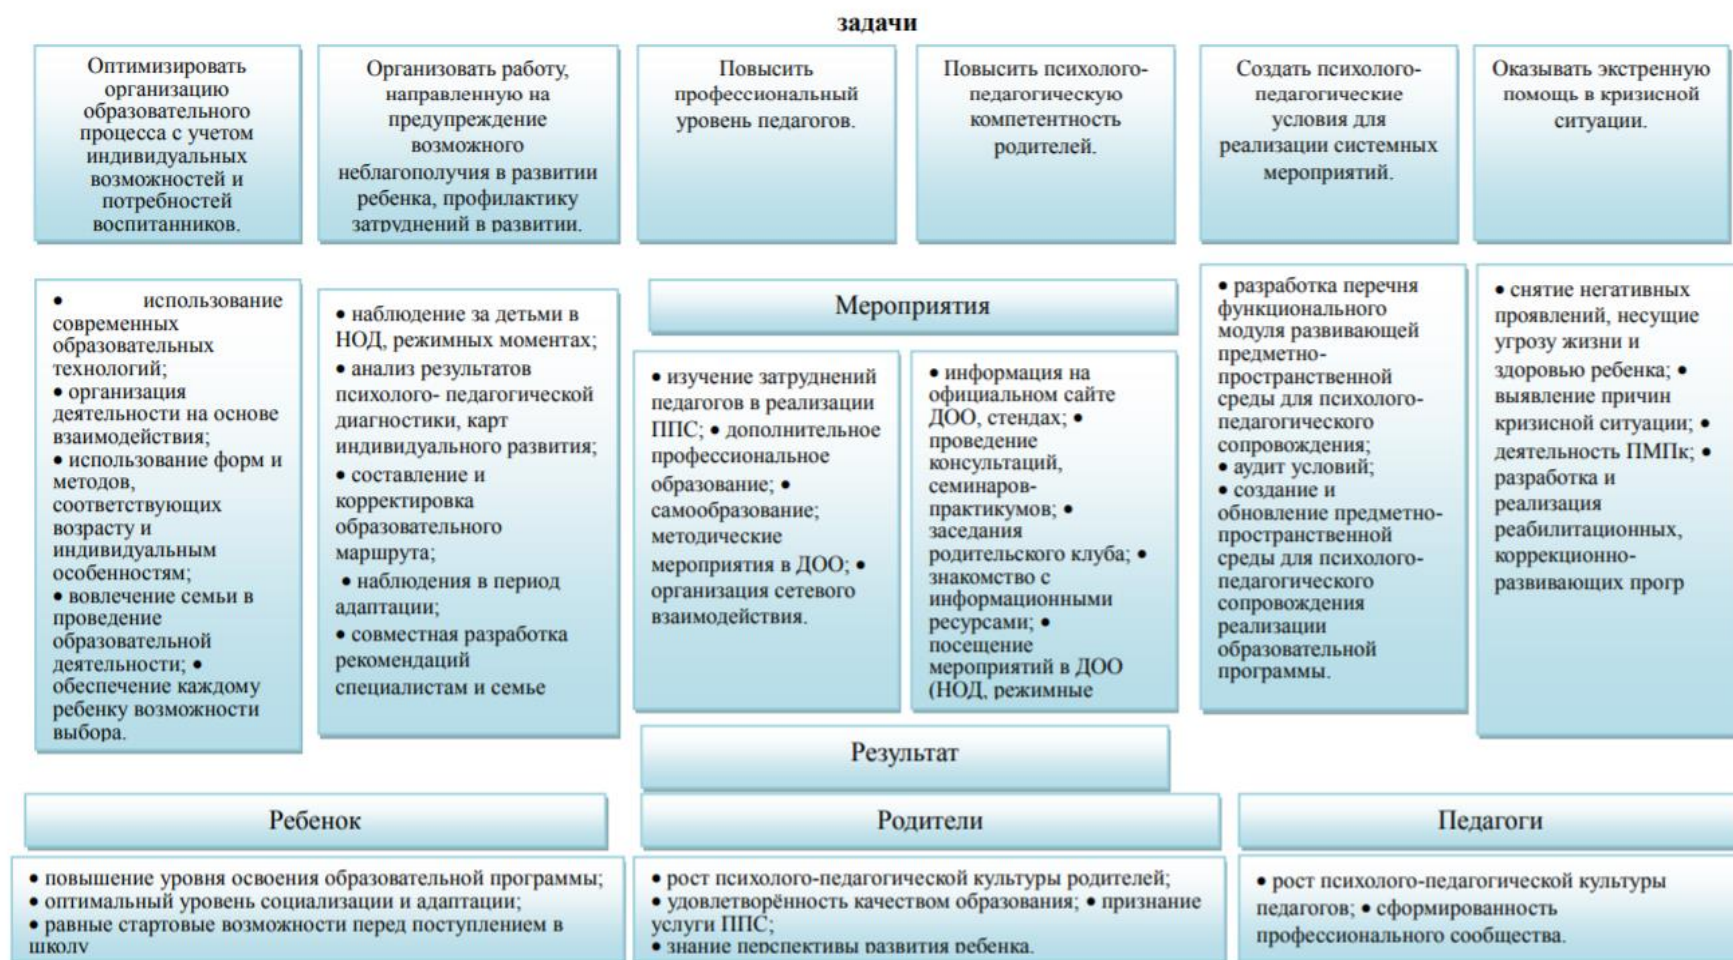 задачи
Оптимизировать
организацию
образовательного
процесса с учетом
индивидуальных
возможностей и
потребностей
воспитанников.
Организовать работу,
направленную на
предупреждение
возможного
неблагополучия в развитии
ребенка, профилактику
затруднений в развитии.
Повысить
профессиональный
уровень педагогов.
Повысить психолого-
педагогическую
компетентность
родителей.
Создать психолого-
педагогические
условия для
реализации системных
мероприятий.
Оказывать экстренную
помощь в кризисной
ситуации.
• использование
современных
образовательных
технологий;
• организация
деятельности на основе
взаимодействия;
• использование форм и
методов,
соответствующих
возрасту и
индивидуальным
особенностям;
• вовлечение семьи в
проведение
образовательной
деятельности; •
обеспечение каждому
ребенку возможности
выбора.
• наблюдение за детьми в
НОД, режимных моментах;
• анализ результатов
психолого- педагогической
диагностики, карт
индивидуального развития;
• составление и
корректировка
образовательного
маршрута;
• наблюдения в период
адаптации;
• совместная разработка
рекомендаций
специалистам и семье
Мероприятия
• изучение затруднений
педагогов в реализации
ППС; • дополнительное
профессиональное
образование; •
самообразование;
методические
мероприятия в ДОО; •
организация сетевого
взаимодействия.
• информация на
официальном сайте
ДОО, стендах; •
проведение
консультаций,
семинаров-
практикумов; •
заседания
родительского клуба; •
знакомство с
информационными
ресурсами; •
посещение
мероприятий в ДОО
(НОД, режимные
• разработка перечня
функционального
модуля развивающей
предметно-
пространственной
среды для психолого-
педагогического
сопровождения;
• аудит условий;
• создание и
обновление предметно-
пространственной
среды для психолого-
педагогического
сопровождения
реализации
образовательной
программы.
• снятие негативных
проявлений, несущие
угрозу жизни и
здоровью ребенка; •
выявление причин
кризисной ситуации; •
деятельность ПМПк; •
разработка и
реализация
реабилитационных,
коррекционно-
развивающих прогр
Результат
Ребенок
Родители
Педагоги
• повышение уровня освоения образовательной программы;
• оптимальный уровень социализации и адаптации;
• равные стартовые возможности перед поступлением в
школу
• рост психолого-педагогической культуры родителей;
• удовлетворённость качеством образования; • признание
услуги ППС;
• знание перспективы развития ребенка.
• рост психолого-педагогической культуры
педагогов; • сформированность
профессионального сообщества.